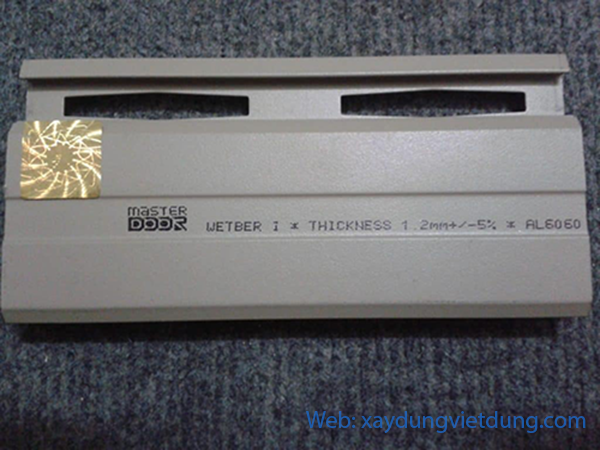 MASTER
DOOR
WETBER I * THICKNESS 1.2mm+/-5% * AL6060
Web: xaydungvietdung.com